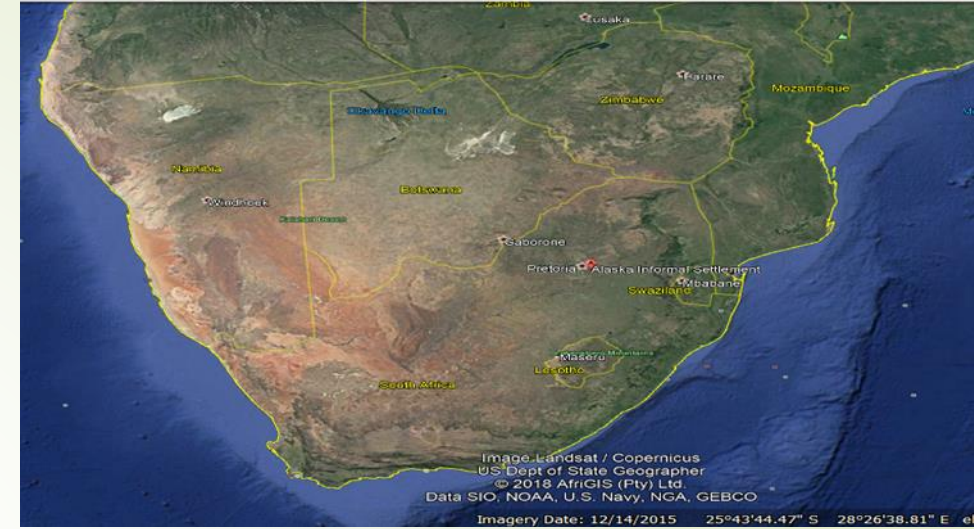 Zambia
Lusaka
Harare
Zimbabwe
Mozambique
Okavango Delta
Namibia
Botswana
Windhoek
Kalahari Desert
Gaborone
Pretoria
Alaska Informal Settlement
Mbabane
Swaziland
Maseru
Lesotho
South Africa
Image Landsat / Copernicus
US Dept of State Geographer
© 2018 AfriGIS (Pty) Ltd.
Data SIO, NOAA, U.S. Navy, NGA, GEBCO
Imagery Date: 12/14/2015 25°43'44.47" S 28°26'38.81" E